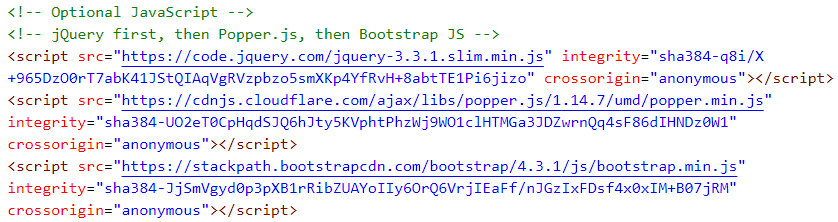 <!-- Optional JavaScript -->
<!-- jQuery first, then Popper.js, then Bootstrap JS -->
<script src="https://code.jquery.com/jquery-3.3.1.slim.min.js" integrity="sha384-q8i/X
+965DzO0rT7abK41JStQIAqVgRVzpbzo5smXKp4YfRvH+8abtTE1Pi6jizo" crossorigin="anonymous"></script>
<script src="https://cdnjs.cloudflare.com/ajax/libs/popper.js/1.14.7/umd/popper.min.js"
integrity="sha384-UO2eT0CpHqdSJQ6hJty5KVphtPhzWj9WO1clHTMGa3JDZwrnQq4sF86dIHNDz0W1"
crossorigin="anonymous"></script>
<script src="https://stackpath.bootstrapcdn.com/bootstrap/4.3.1/js/bootstrap.min.js"
integrity="sha384-JjSmVgyd0p3pXB1rRibZUAYoIIy6OrQ6VrjIEaFf/nJGzIxFDsf4x0xIM+B07jRM"
crossorigin="anonymous"></script>